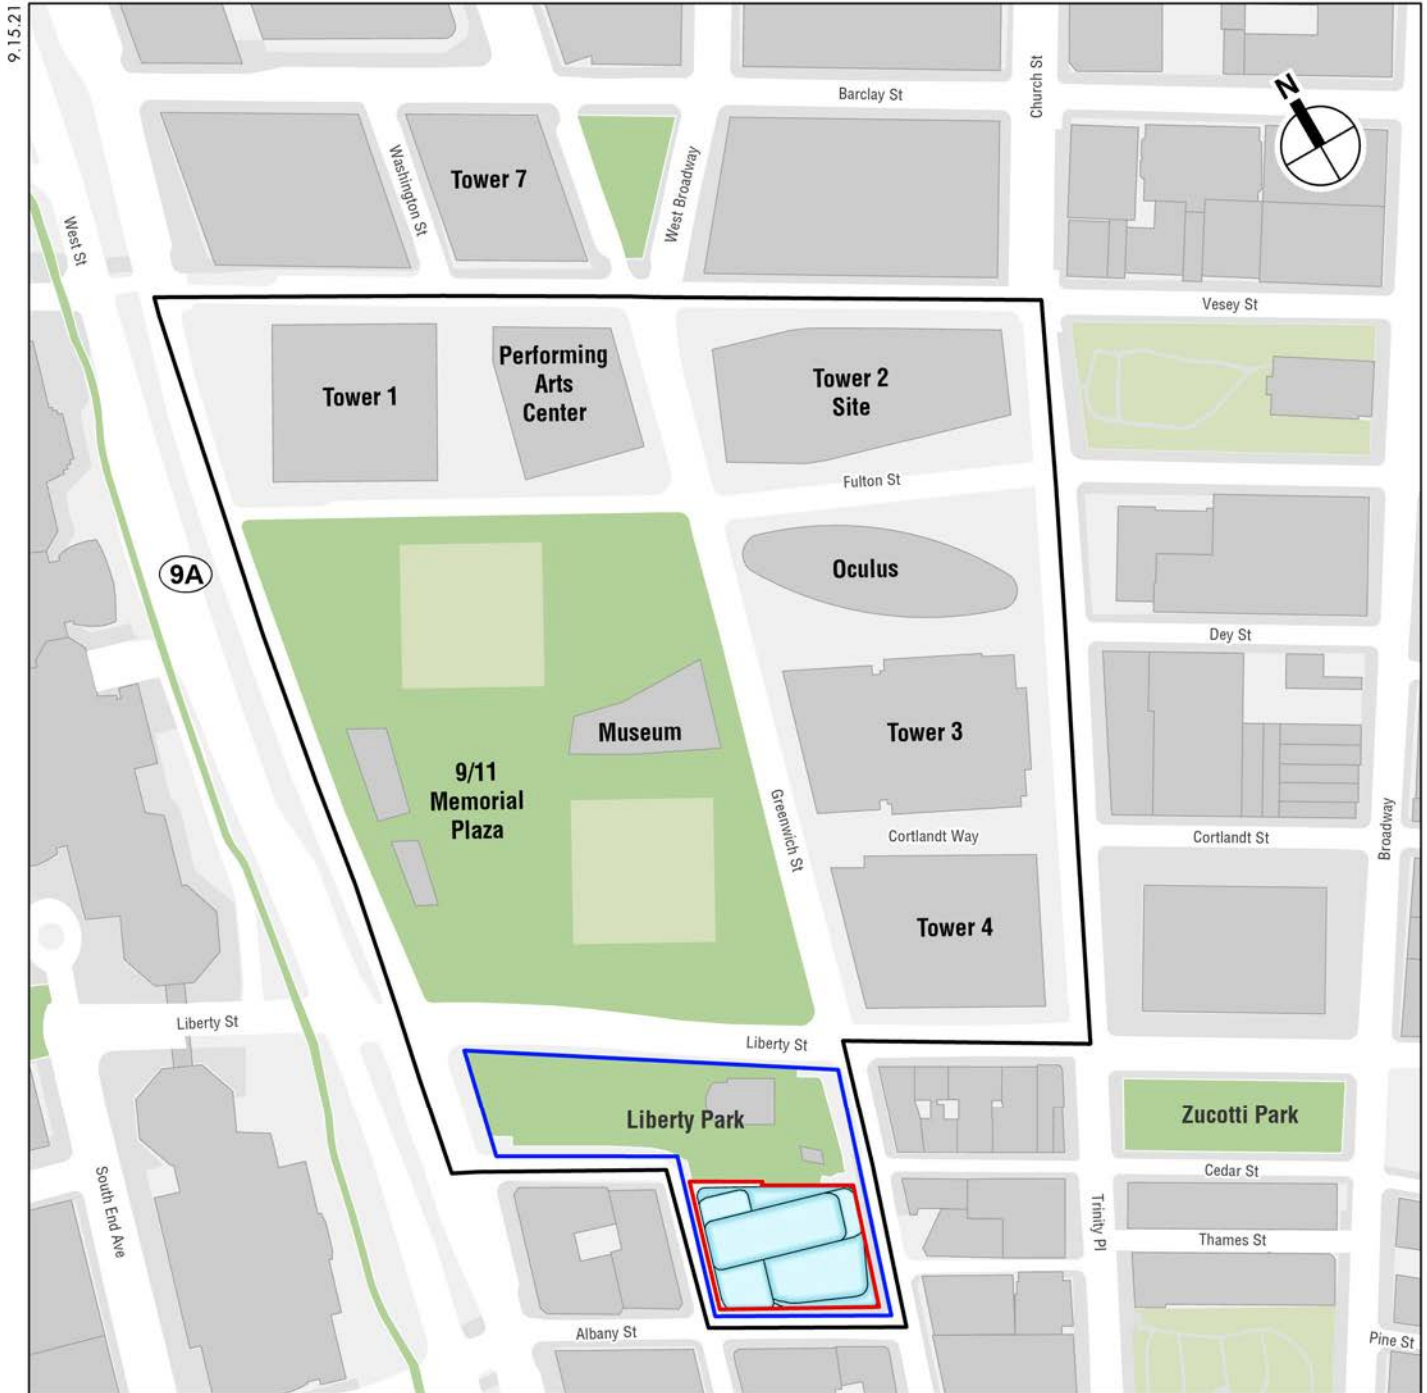 9.15.21
Barclay St
Church St
N
Washington St
Tower 7
West Broadway
West St
Vesey St
Tower 1
Performing
Arts
Center
Tower 2
Site
Fulton St
9A
Oculus
Dey St
Museum
Tower 3
9/11
Memorial
Plaza
Greenwich St
Cortlandt Way
Cortlandt St
Broadway
Tower 4
Liberty St
Liberty St
Liberty Park
Zucotti Park
Cedar St
South End Ave
Trinity Pl
Thames St
Albany St
Pine St